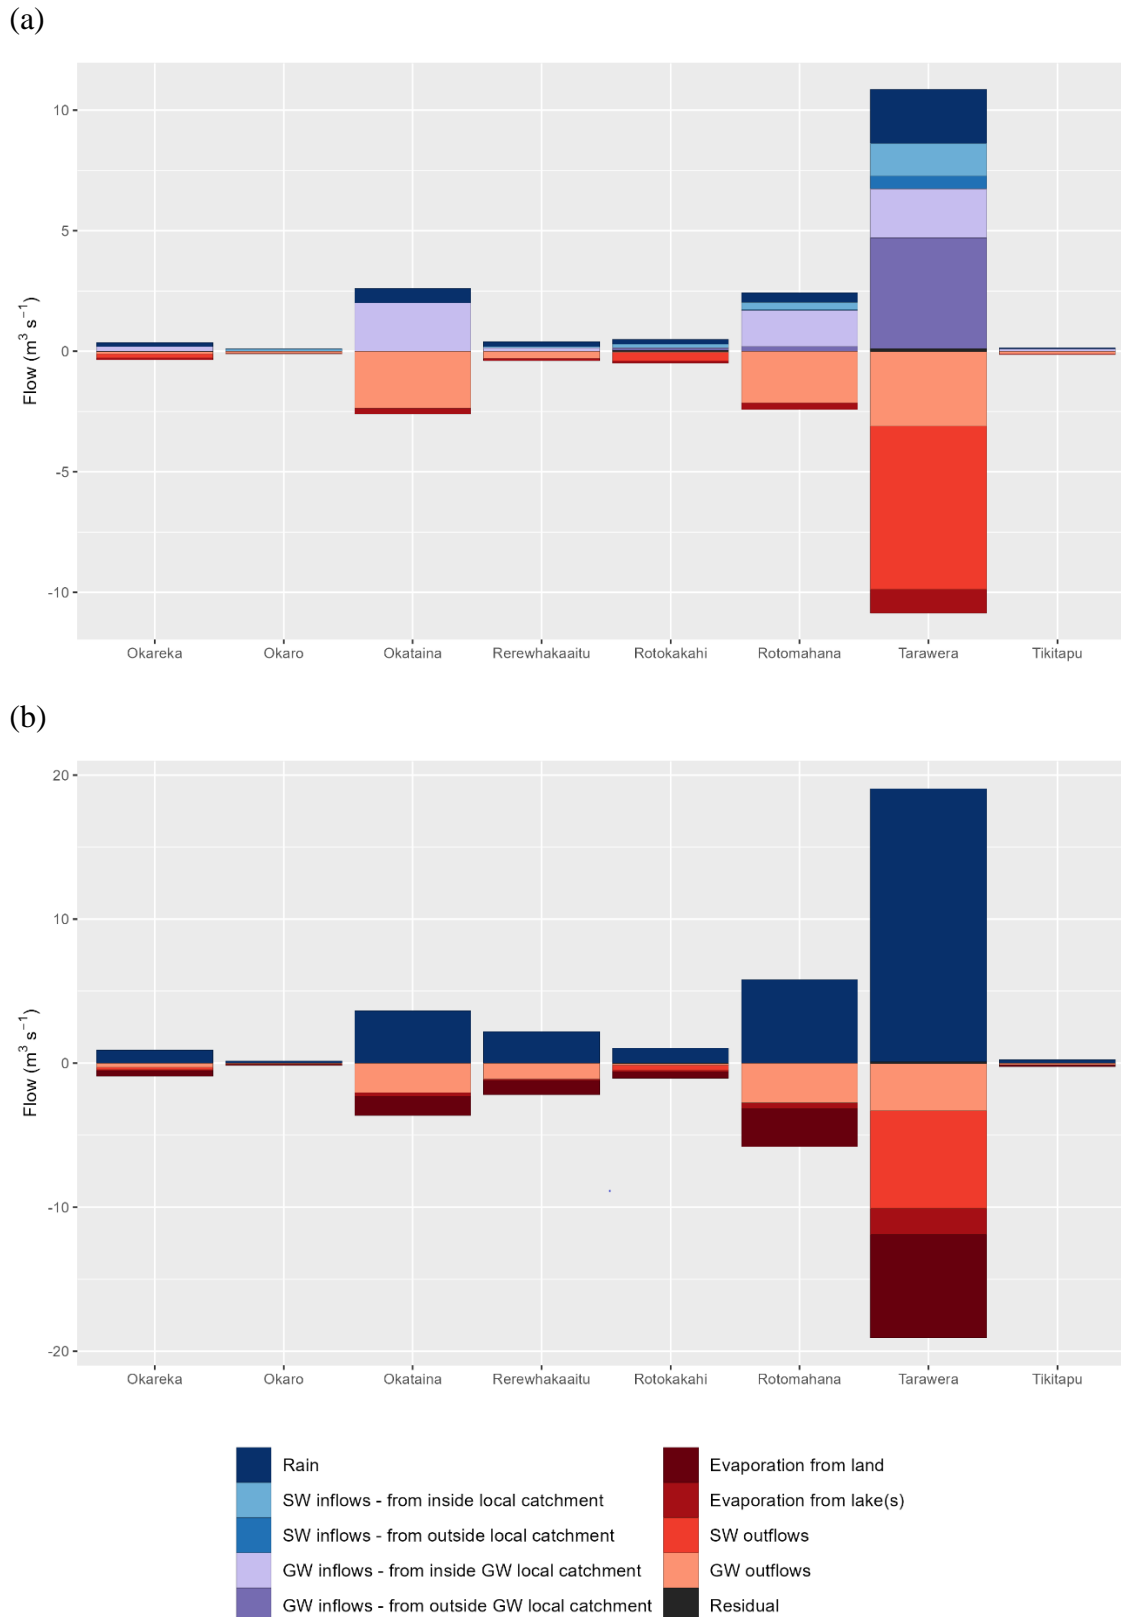 (a)
10
5
0
-5
-10
Flow (m³ s⁻¹)
Okareka Okaro Okataina Rerewhakaaitu Rotokakahi Rotomahana Tarawera Tikitapu
(b)
20
10
0
-10
-20
Flow (m³ s⁻¹)
Okareka Okaro Okataina Rerewhakaaitu Rotokakahi Rotomahana Tarawera Tikitapu
Rain
SW inflows - from inside local catchment
SW inflows - from outside local catchment
GW inflows - from inside GW local catchment
GW inflows - from outside GW local catchment
Evaporation from land
Evaporation from lake(s)
SW outflows
GW outflows
Residual